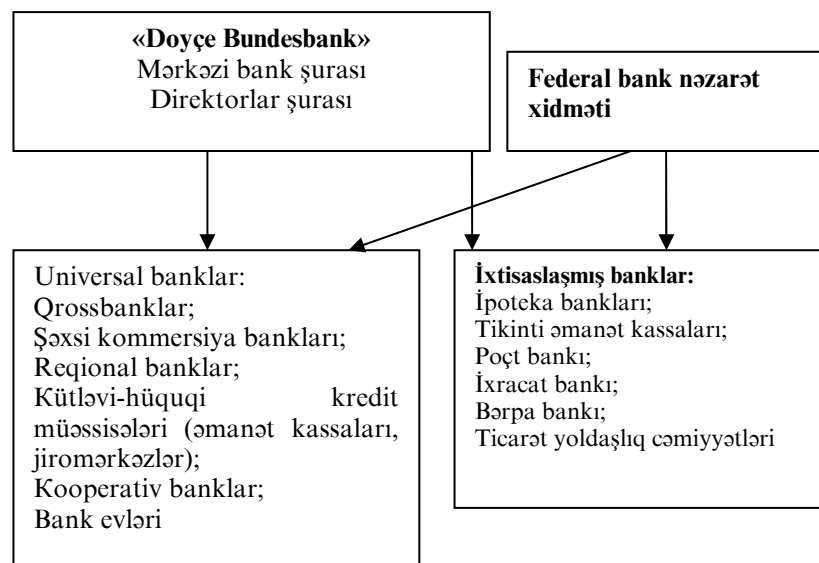 «Doyçe Bundesbank»
Mərkəzi bank şurası
Direktorlar şurası
Federal bank nəzarət
xidməti
Universal banklar:
Qrossbanklar;
Şəxsi kommersiya bankları;
Reqional banklar;
Kütləvi-hüquqi kredit
müəssisələri (əmanət kassaları,
jiromərkəzlər);
Kooperativ banklar;
Bank evləri
İxtisaslaşmış banklar:
İpoteka bankları;
Tikinti əmanət kassaları;
Poçt bankı;
İxracat bankı;
Bərpa bankı;
Ticarət yoldaşlıq cəmiyyətləri